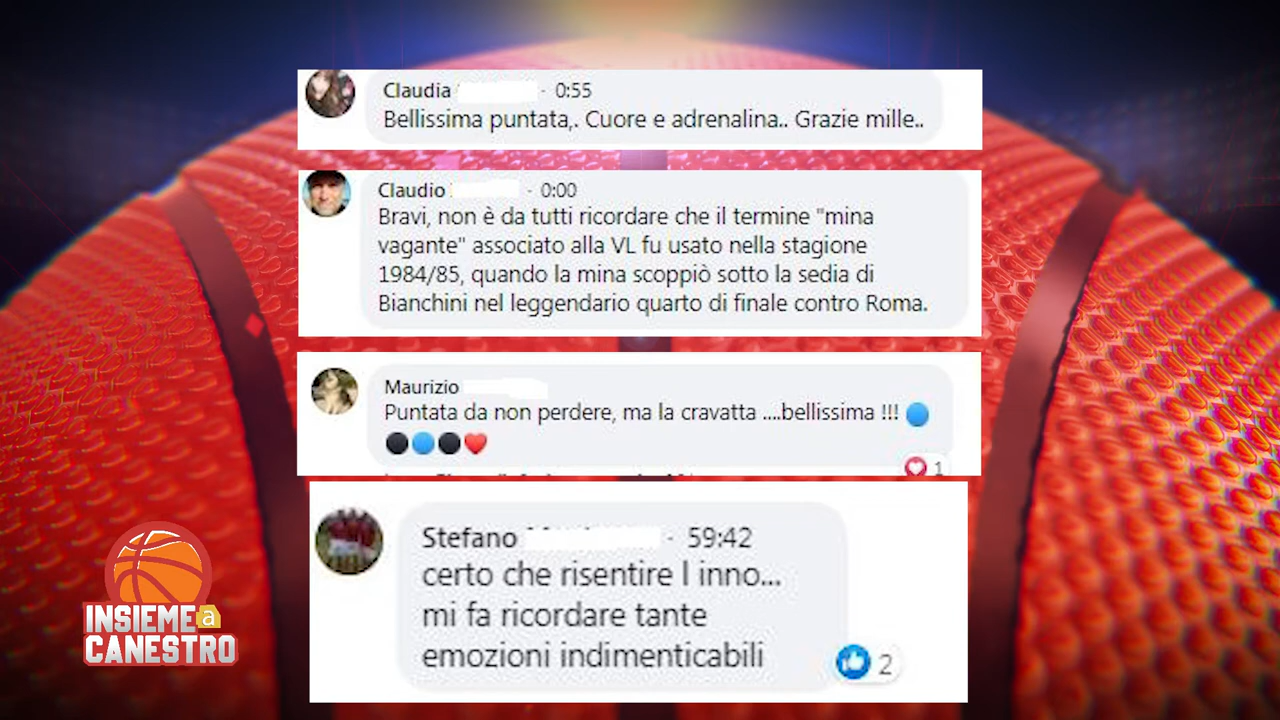 Claudia · 0:55
Bellissima puntata,. Cuore e adrenalina.. Grazie mille..
Claudio · 0:00
Bravi, non è da tutti ricordare che il termine "mina
vagante" associato alla VL fu usato nella stagione
1984/85, quando la mina scoppiò sotto la sedia di
Bianchini nel leggendario quarto di finale contro Roma.
Maurizio
Puntata da non perdere, ma la cravatta ....bellissima !!! 🔵
⚫🔵⚫❤️
1
Stefano · 59:42
certo che risentire l inno...
mi fa ricordare tante
emozioni indimenticabili
2
INSIEME a
CANESTRO